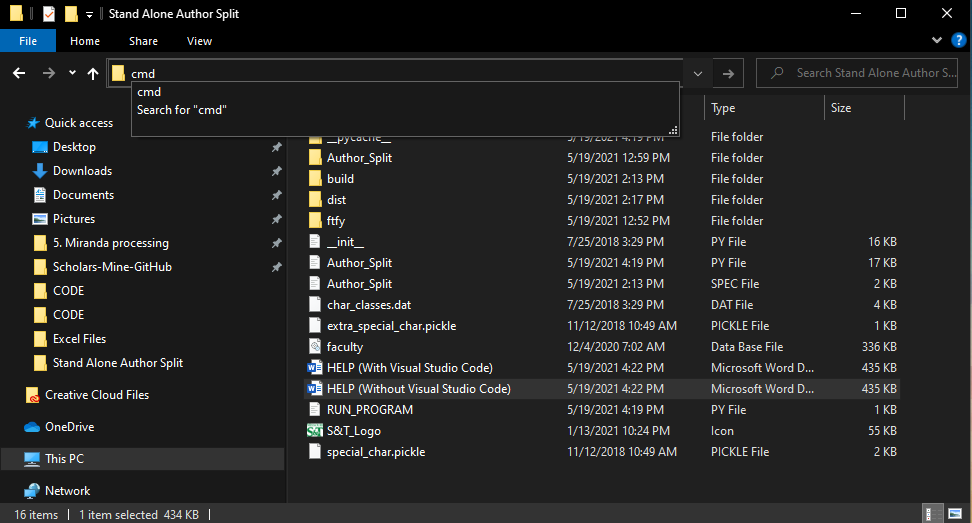 Stand Alone Author Split
File Home Share View
cmd
Search Stand Alone Author S...
cmd
Search for "cmd"
Type Size
Quick access
Desktop
Downloads
Documents
Pictures
5. Miranda processing
Scholars-Mine-GitHub
CODE
CODE
Excel Files
Stand Alone Author Split
Creative Cloud Files
OneDrive
This PC
Network
__pycache__ 5/19/2021 4:19 PM File folder
Author_Split 5/19/2021 12:59 PM File folder
build 5/19/2021 2:13 PM File folder
dist 5/19/2021 2:17 PM File folder
ftfy 5/19/2021 12:52 PM File folder
__init__ 7/25/2018 3:29 PM PY File 16 KB
Author_Split 5/19/2021 4:19 PM PY File 17 KB
Author_Split 5/19/2021 2:13 PM SPEC File 2 KB
char_classes.dat 7/25/2018 3:29 PM DAT File 4 KB
extra_special_char.pickle 11/12/2018 10:49 AM PICKLE File 1 KB
faculty 12/4/2020 7:02 AM Data Base File 336 KB
HELP (With Visual Studio Code) 5/19/2021 4:22 PM Microsoft Word D... 435 KB
HELP (Without Visual Studio Code) 5/19/2021 4:22 PM Microsoft Word D... 435 KB
RUN_PROGRAM 5/19/2021 4:19 PM PY File 1 KB
S&T_Logo 1/13/2021 10:24 PM Icon 55 KB
special_char.pickle 11/12/2018 10:49 AM PICKLE File 2 KB
16 items 1 item selected 434 KB